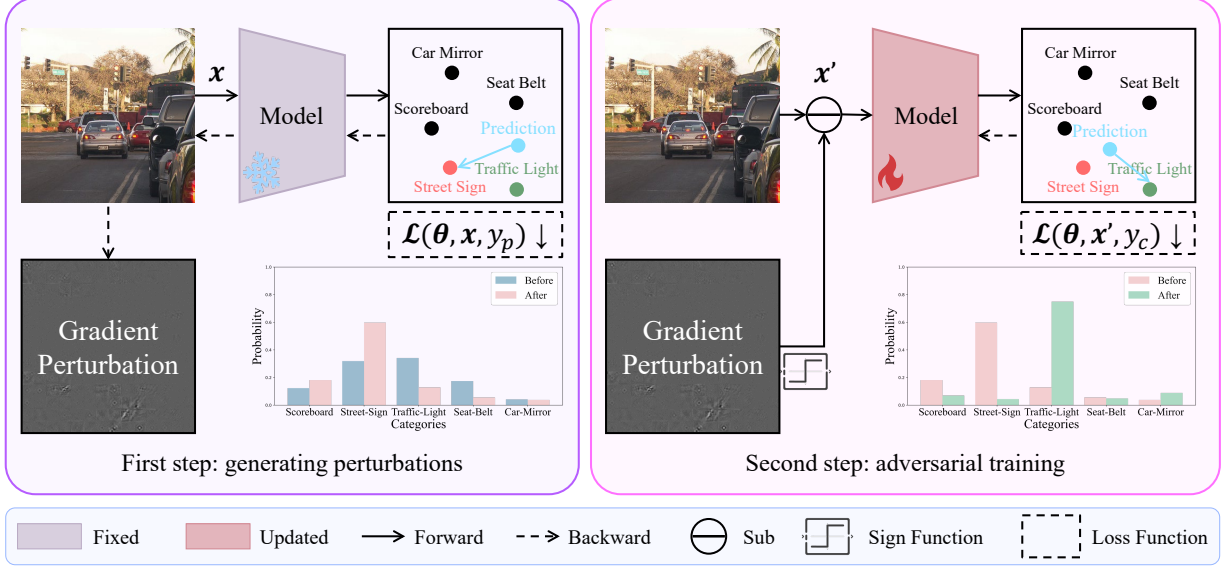 x
Model
Car Mirror
Seat Belt
Scoreboard
Prediction
Traffic Light
Street Sign
𝓛(θ, x, y_p) ↓
Gradient
Perturbation
1.0
0.8
0.6
0.4
0.2
0.0
Probability
Before
After
Scoreboard Street-Sign Traffic-Light Seat-Belt Car-Mirror
Categories
First step: generating perturbations
x'
Model
Car Mirror
Seat Belt
Scoreboard
Prediction
Traffic Light
Street Sign
𝓛(θ, x', y_c) ↓
Gradient
Perturbation
1.0
0.8
0.6
0.4
0.2
0.0
Probability
Before
After
Scoreboard Street-Sign Traffic-Light Seat-Belt Car-Mirror
Categories
Second step: adversarial training
Fixed Updated Forward Backward Sub Sign Function Loss Function